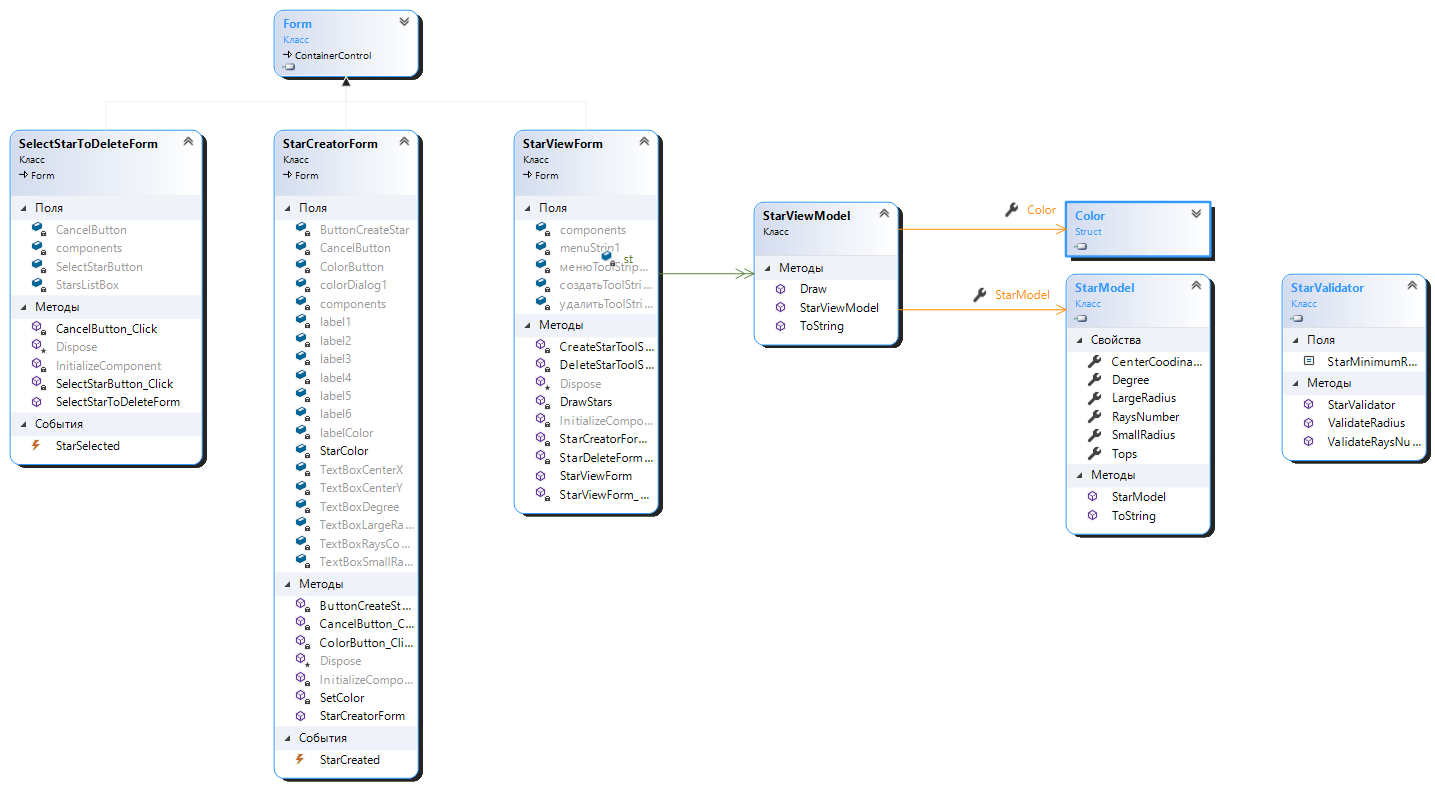 Form
Класс
ContainerControl
SelectStarToDeleteForm
Класс
Form
Поля
CancelButton
components
SelectStarButton
StarsListBox
Методы
CancelButton_Click
Dispose
InitializeComponent
SelectStarButton_Click
SelectStarToDeleteForm
События
StarSelected
StarCreatorForm
Класс
Form
Поля
ButtonCreateStar
CancelButton
ColorButton
colorDialog1
components
label1
label2
label3
label4
label5
label6
labelColor
StarColor
TextBoxCenterX
TextBoxCenterY
TextBoxDegree
TextBoxLargeRa...
TextBoxRaysCo...
TextBoxSmallRa...
Методы
ButtonCreateSt...
CancelButton_C...
ColorButton_Cli...
Dispose
InitializeCompo...
SetColor
StarCreatorForm
События
StarCreated
StarViewForm
Класс
Form
Поля
components
menuStrip1
менюToolStrip...
создатьToolStri...
удалитьToolStri...
Методы
CreateStarToolS...
DeleteStarToolS...
Dispose
DrawStars
InitializeCompo...
StarCreatorFor...
StarDeleteForm...
StarViewForm
StarViewForm_...
st
StarViewModel
Класс
Методы
Draw
StarViewModel
ToString
Color
Color
Struct
StarModel
StarModel
Класс
Свойства
CenterCoodina...
Degree
LargeRadius
RaysNumber
SmallRadius
Tops
Методы
StarModel
ToString
StarValidator
Класс
Поля
StarMinimumR...
Методы
StarValidator
ValidateRadius
ValidateRaysNu...